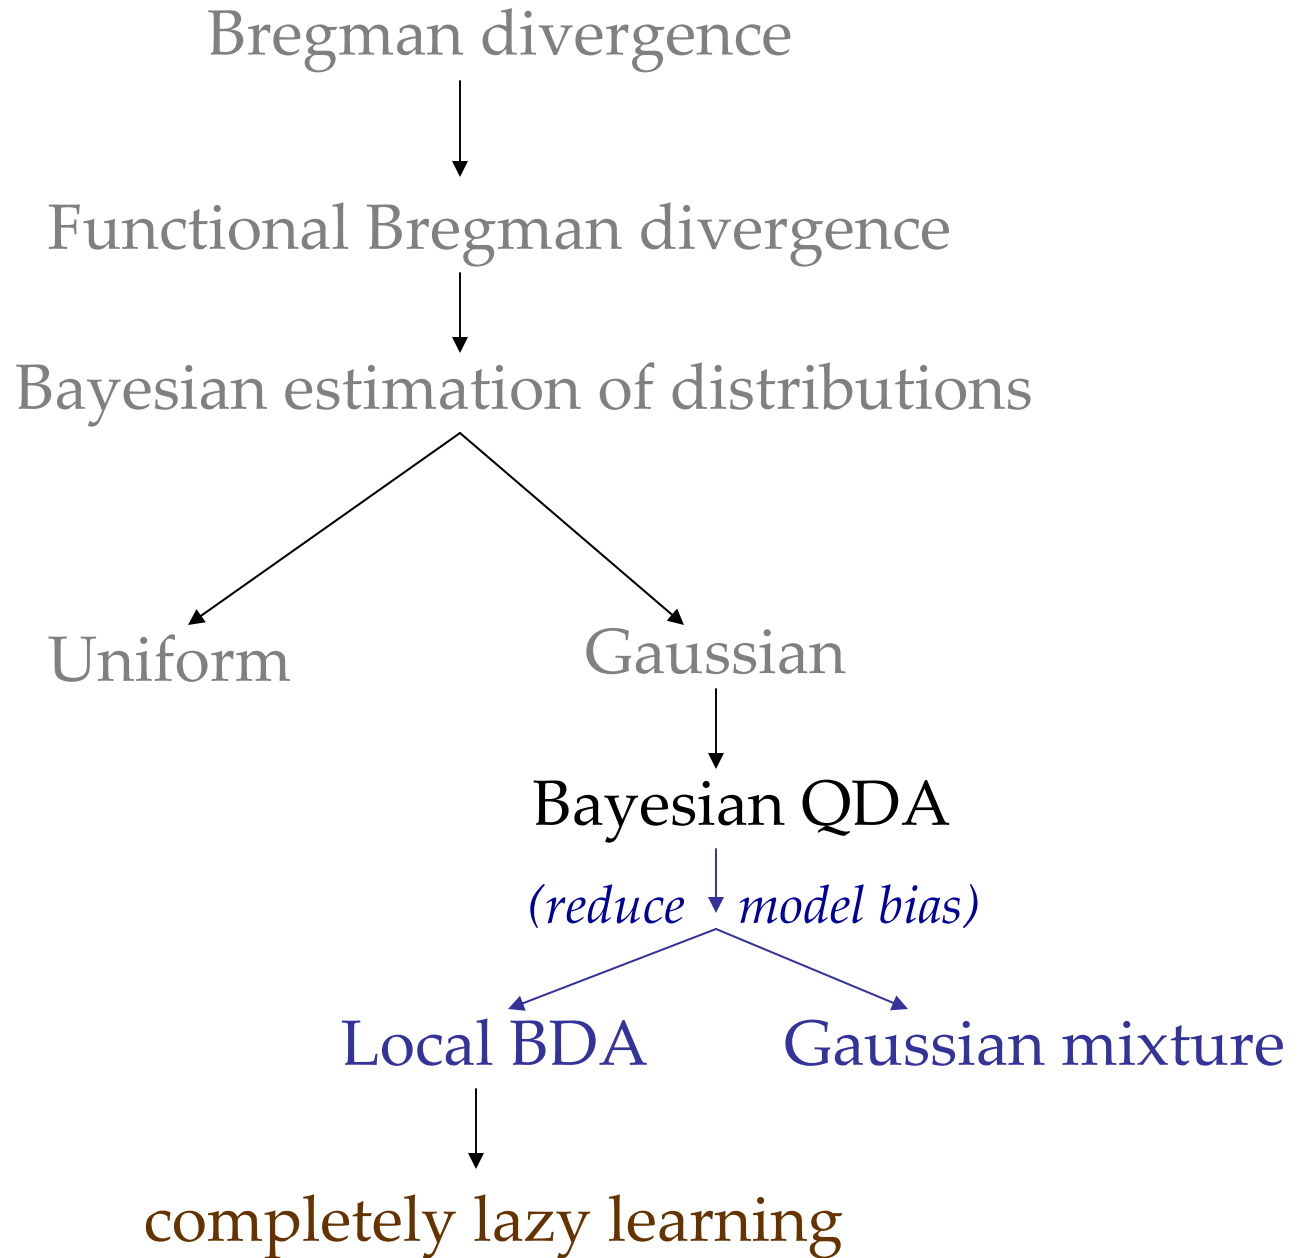 Bregman divergence
Functional Bregman divergence
Bayesian estimation of distributions
Uniform
Gaussian
Bayesian QDA
(reduce model bias)
Local BDA
Gaussian mixture
completely lazy learning